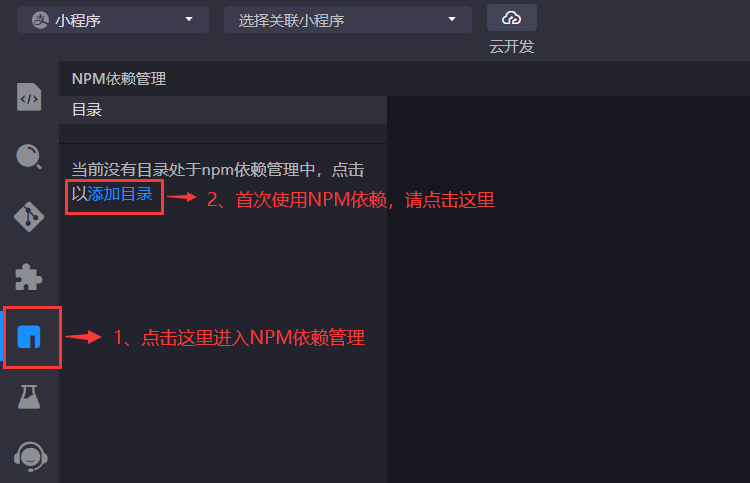 小程序
选择关联小程序
云开发
NPM依赖管理
目录
当前没有目录处于npm依赖管理中，点击
以添加目录
2、首次使用NPM依赖，请点击这里
1、点击这里进入NPM依赖管理